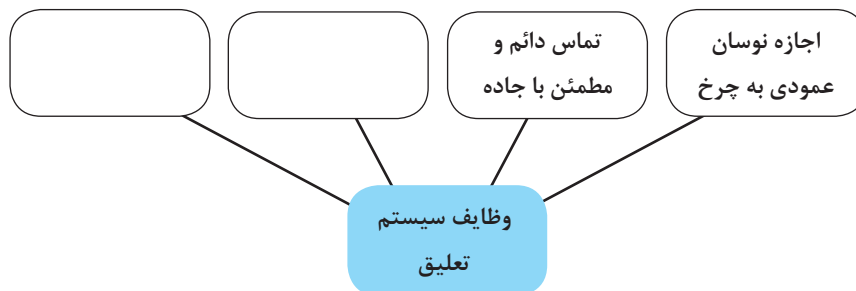 اجازه نوسان
عمودی به چرخ
تماس دائم و
مطمئن با جاده
وظایف سیستم
تعلیق